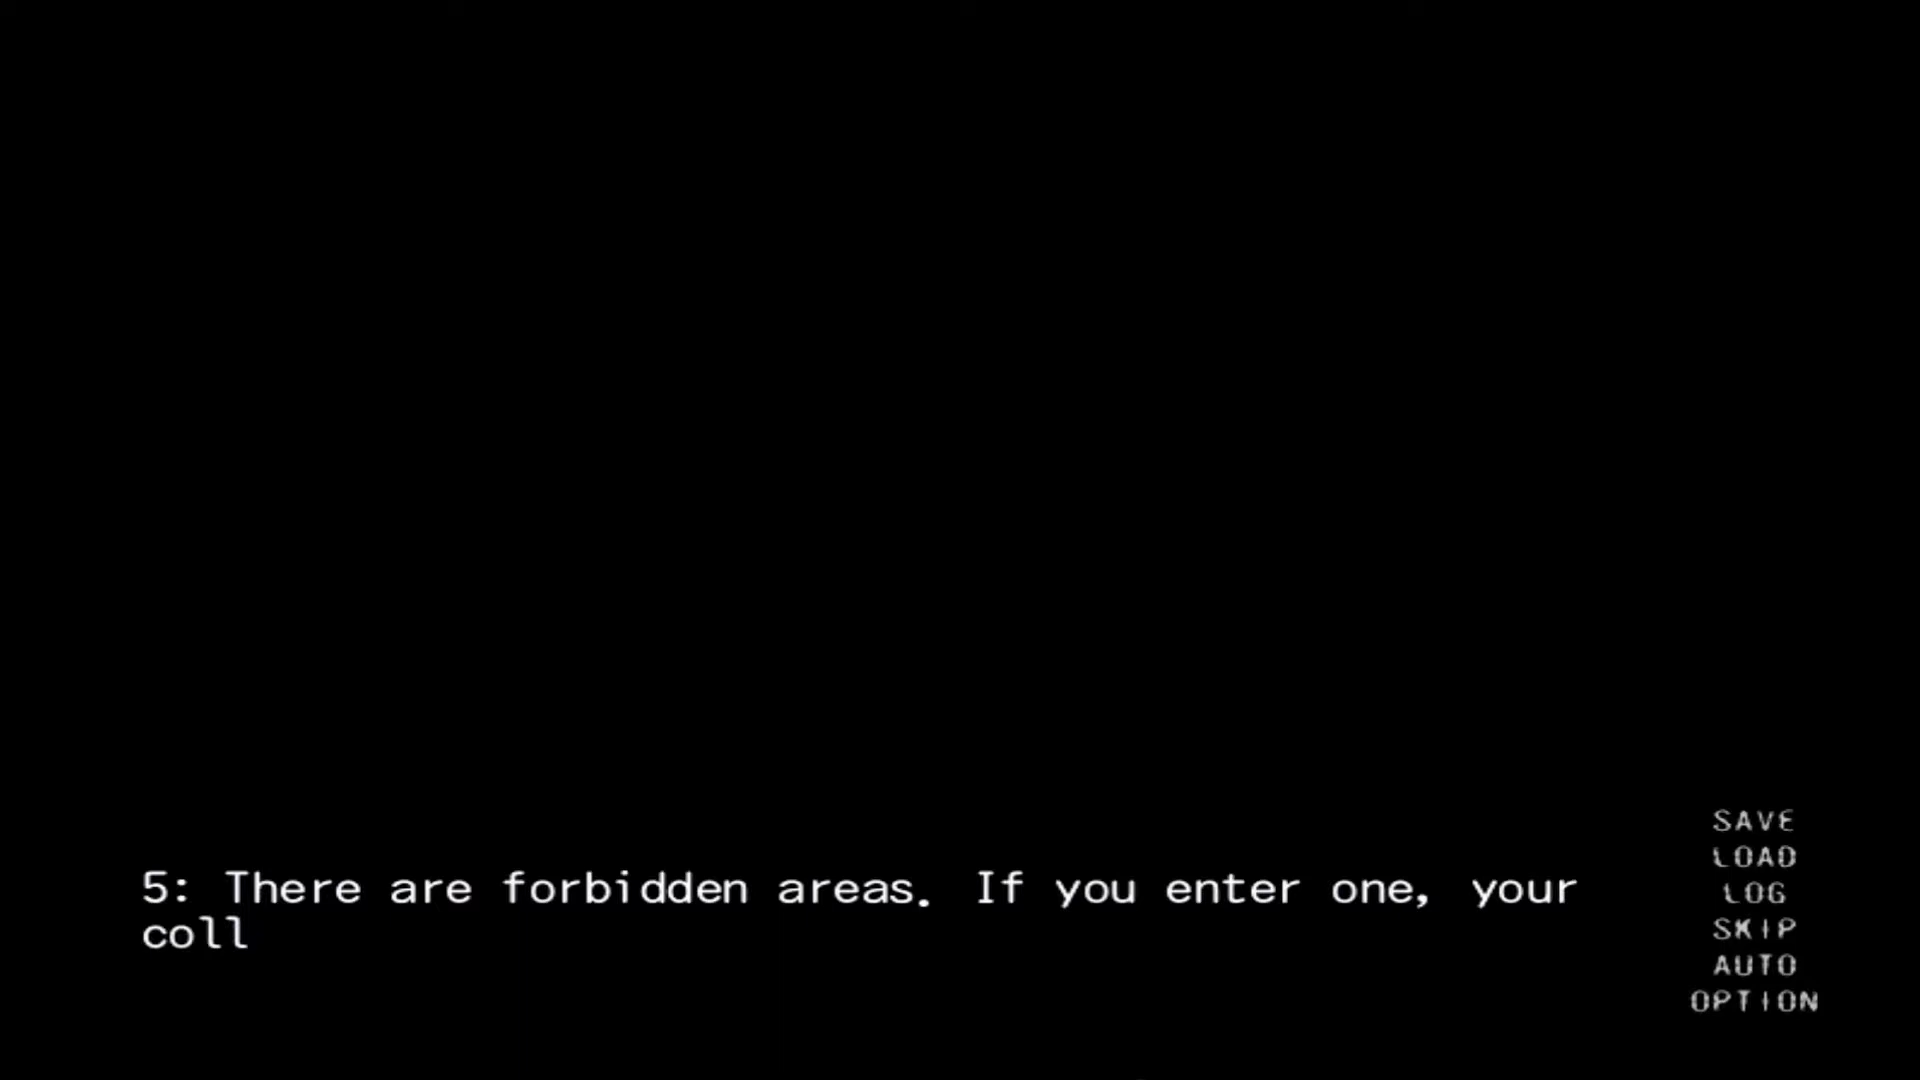 5: There are forbidden areas. If you enter one, your
coll
SAVE
LOAD
LOG
SKIP
AUTO
OPTION